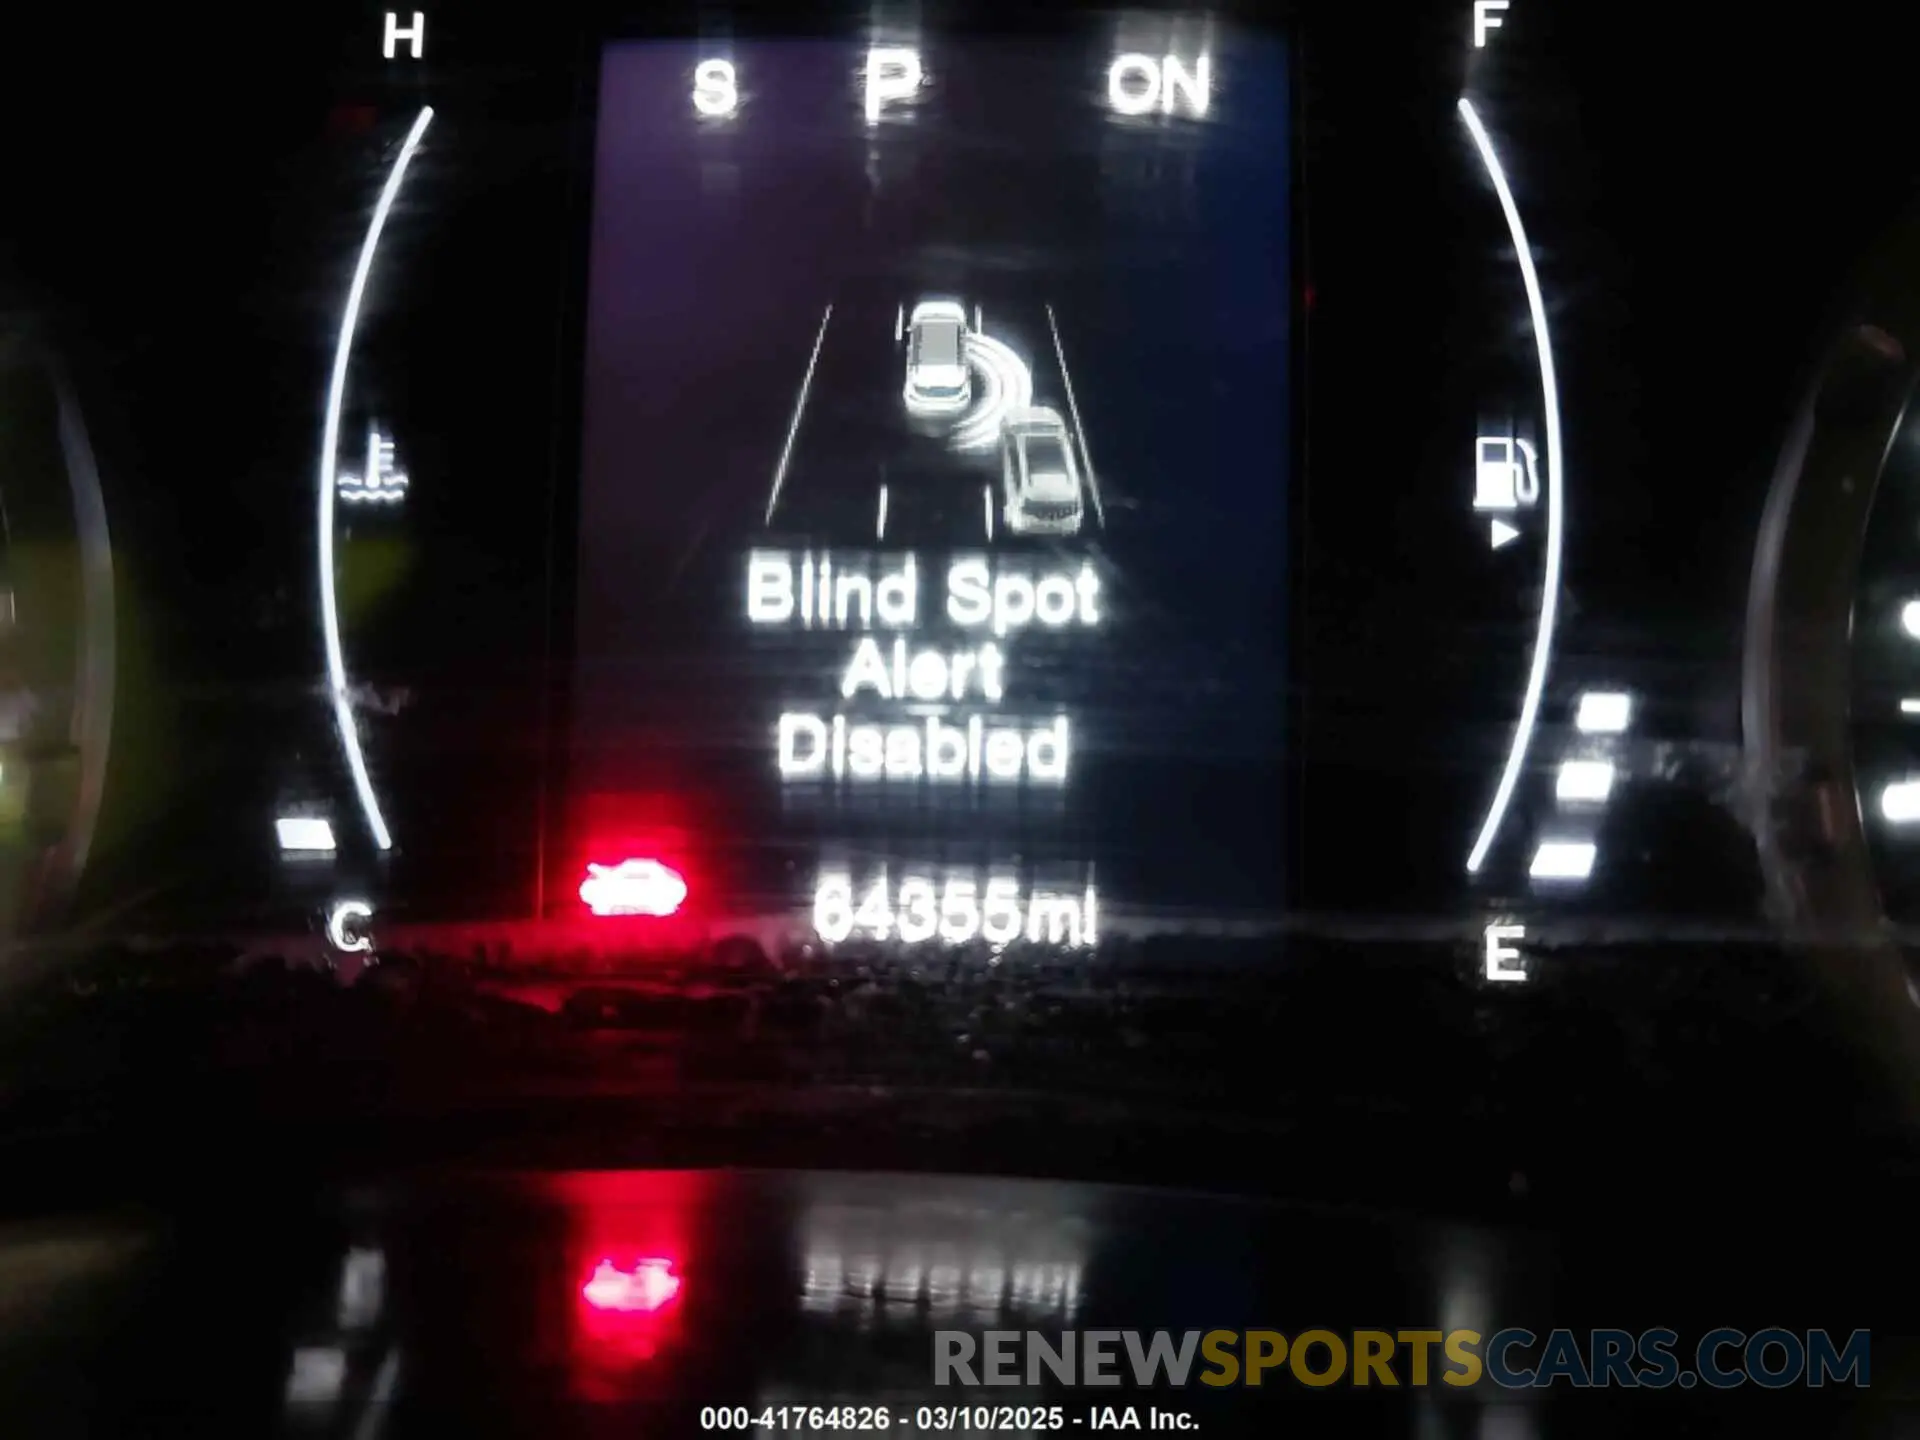 H
F
S P ON
Blind Spot
Alert
Disabled
64355mi
C
E
RENEWSPORTSCARS.COM
000-41764826 - 03/10/2025 - IAA Inc.